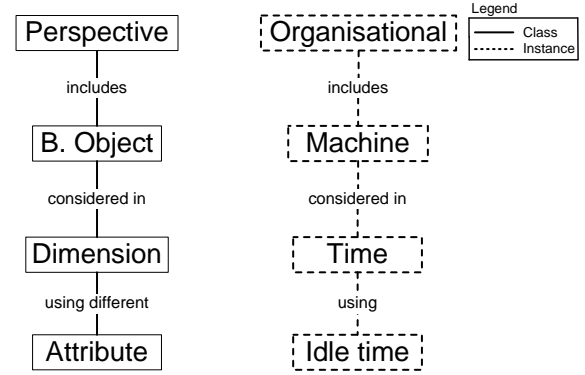 Legend
Class
Instance
Perspective
includes
B. Object
considered in
Dimension
using different
Attribute
Organisational
includes
Machine
considered in
Time
using
Idle time